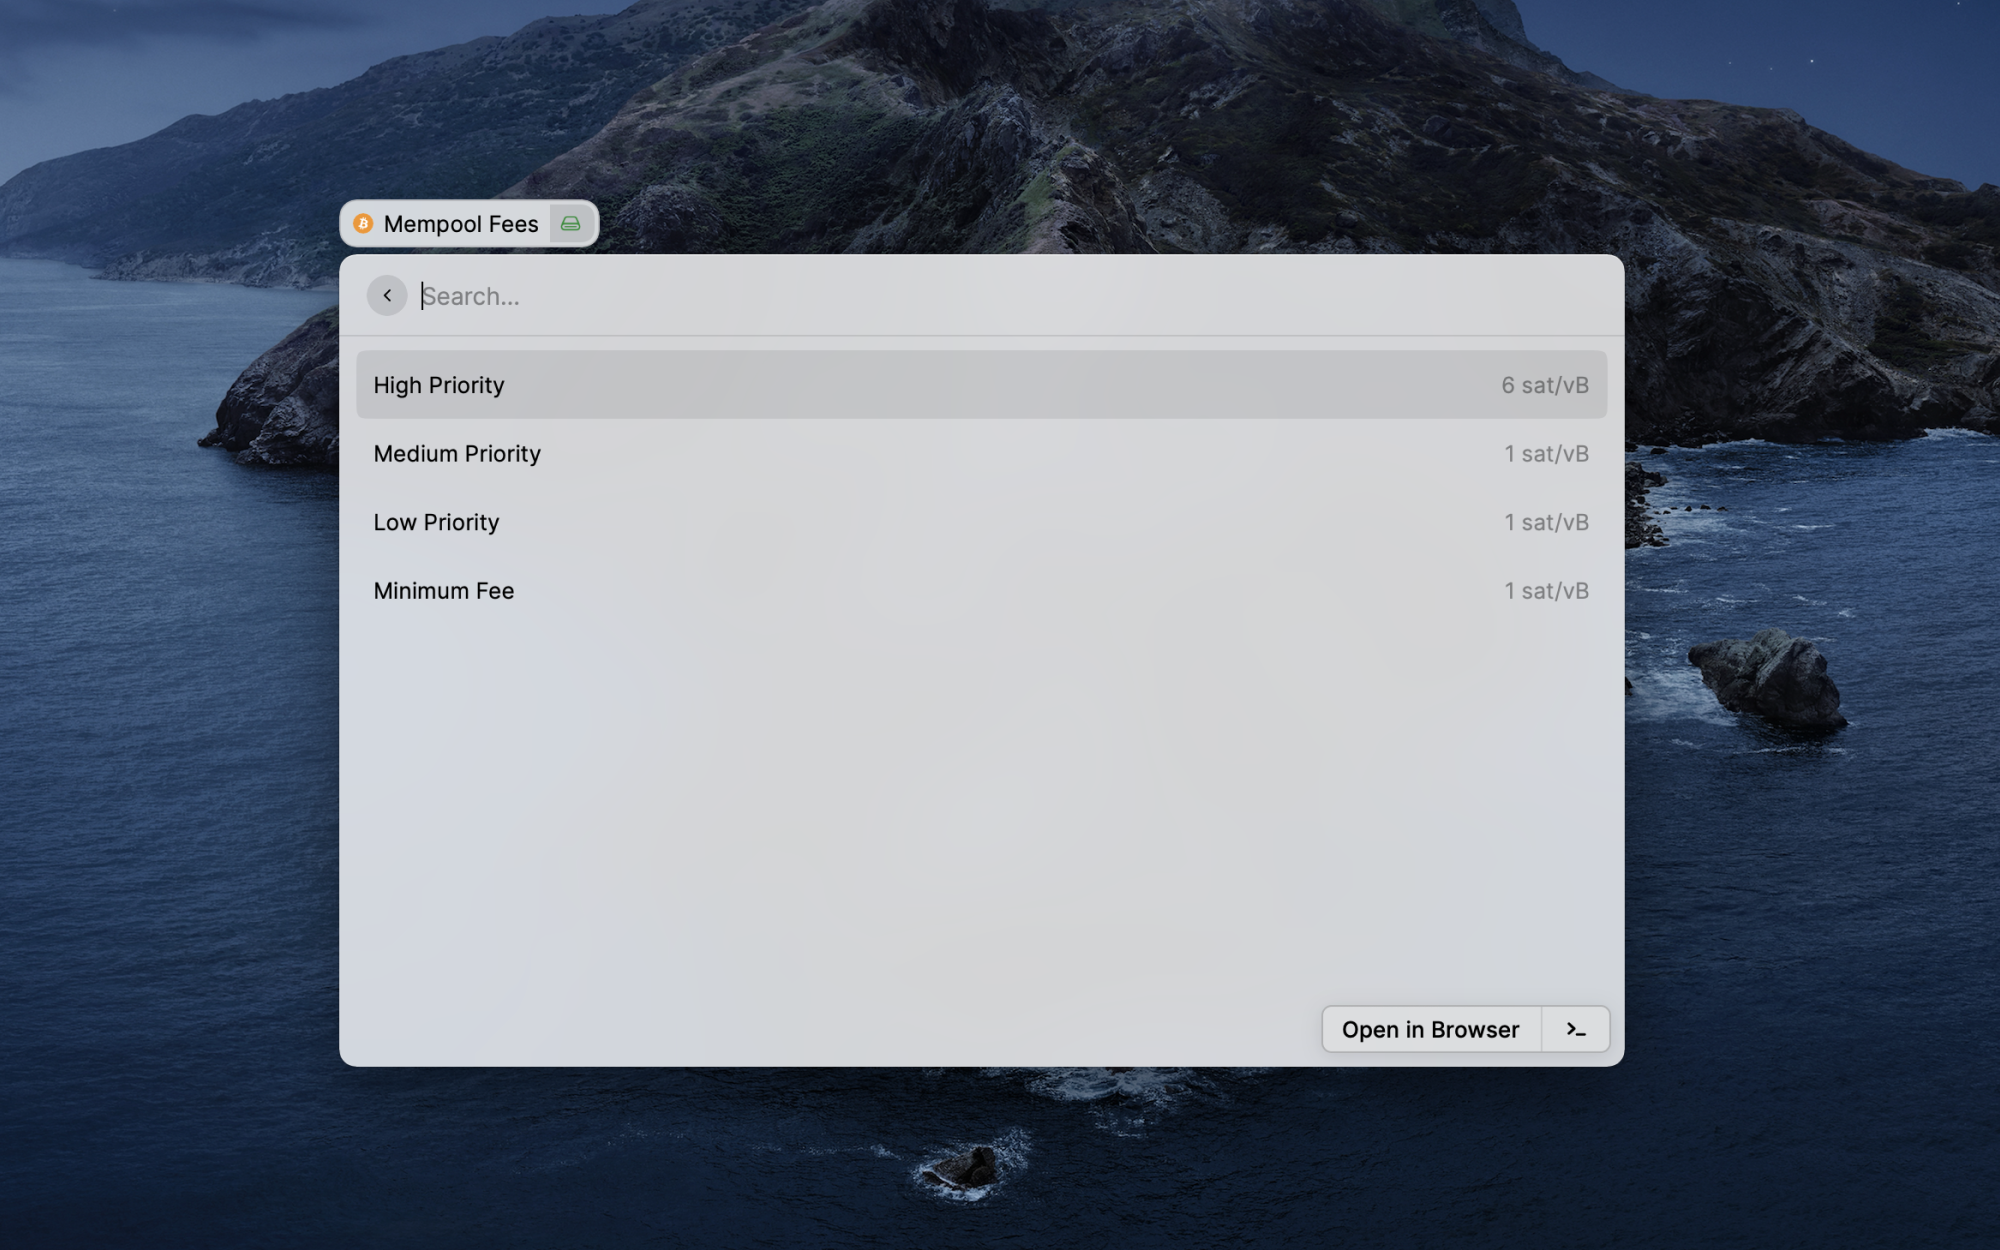 Mempool Fees
Search...
High Priority 6 sat/vB
Medium Priority 1 sat/vB
Low Priority 1 sat/vB
Minimum Fee 1 sat/vB
Open in Browser >_